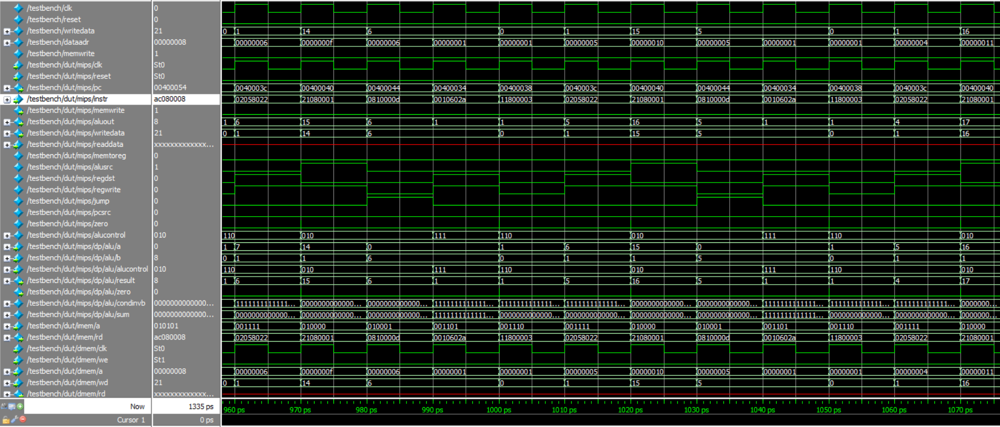 /testbench/clk 0
/testbench/reset 0
/testbench/writedata 21 0 1 14 6 0 1 15 5 0 1 16
/testbench/dataadr 00000008 00000006 0000000f 00000006 00000001 00000001 00000005 00000010 00000005 00000001 00000001 00000004 00000011
/testbench/memwrite 1
/testbench/dut/mips/clk St0
/testbench/dut/mips/reset St0
/testbench/dut/mips/pc 00400054 0040003c 00400040 00400044 00400034 00400038 0040003c 00400040 00400044 00400034 00400038 0040003c 00400040
/testbench/dut/mips/instr ac080008 02058022 21080001 0810000d 0010602a 11800003 02058022 21080001 0810000d 0010602a 11800003 02058022 21080001
/testbench/dut/mips/memwrite 1
/testbench/dut/mips/aluout 8 1 6 15 6 1 1 5 16 5 1 1 4 17
/testbench/dut/mips/writedata 21 0 1 14 6 0 1 15 5 0 1 16
/testbench/dut/mips/readdata xxxxxxxxxxxxx...
/testbench/dut/mips/memtoreg 0
/testbench/dut/mips/alusrc 1
/testbench/dut/mips/regdst 0
/testbench/dut/mips/regwrite 0
/testbench/dut/mips/jump 0
/testbench/dut/mips/pcsrc 0
/testbench/dut/mips/zero 0
/testbench/dut/mips/alucontrol 010 110 010 111 110 010 111 110 010
/testbench/dut/mips/dp/alu/a 0 1 7 14 0 1 6 15 0 1 5 16
/testbench/dut/mips/dp/alu/b 8 0 1 1 6 0 1 1 5 0 1 1
/testbench/dut/mips/dp/alu/alucontrol 010 110 010 111 110 010 111 110 010
/testbench/dut/mips/dp/alu/result 8 1 6 15 6 1 1 5 16 5 1 1 4 17
/testbench/dut/mips/dp/alu/zero 0
/testbench/dut/mips/dp/alu/condinvb 0000000000000... 1111111111111... 0000000000000... 0000000000000... 1111111111111... 1111111111111... 1111111111111... 0000000000000... 0000000000000... 1111111111111... 1111111111111... 1111111111111... 0000000...
/testbench/dut/mips/dp/alu/sum 0000000000000... 0000000000000... 0000000000000... 0000000000000... 1111111111111... 0000000000000... 0000000000000... 0000000000000... 0000000000000... 1111111111111... 0000000000000... 0000000000000... 0000000...
/testbench/dut/imem/a 010101 001111 010000 010001 001101 001110 001111 010000 010001 001101 001110 001111 010000
/testbench/dut/imem/rd ac080008 02058022 21080001 0810000d 0010602a 11800003 02058022 21080001 0810000d 0010602a 11800003 02058022 21080001
/testbench/dut/dmem/clk St0
/testbench/dut/dmem/we St1
/testbench/dut/dmem/a 00000008 00000006 0000000f 00000006 00000001 00000001 00000005 00000010 00000005 00000001 00000001 00000004 00000011
/testbench/dut/dmem/wd 21 0 1 14 6 0 1 15 5 0 1 16
/testbench/dut/dmem/rd xxxxxxxxxxxxx...
Now 1335 ps 960 ps 970 ps 980 ps 990 ps 1000 ps 1010 ps 1020 ps 1030 ps 1040 ps 1050 ps 1060 ps 1070 ps
Cursor 1 0 ps